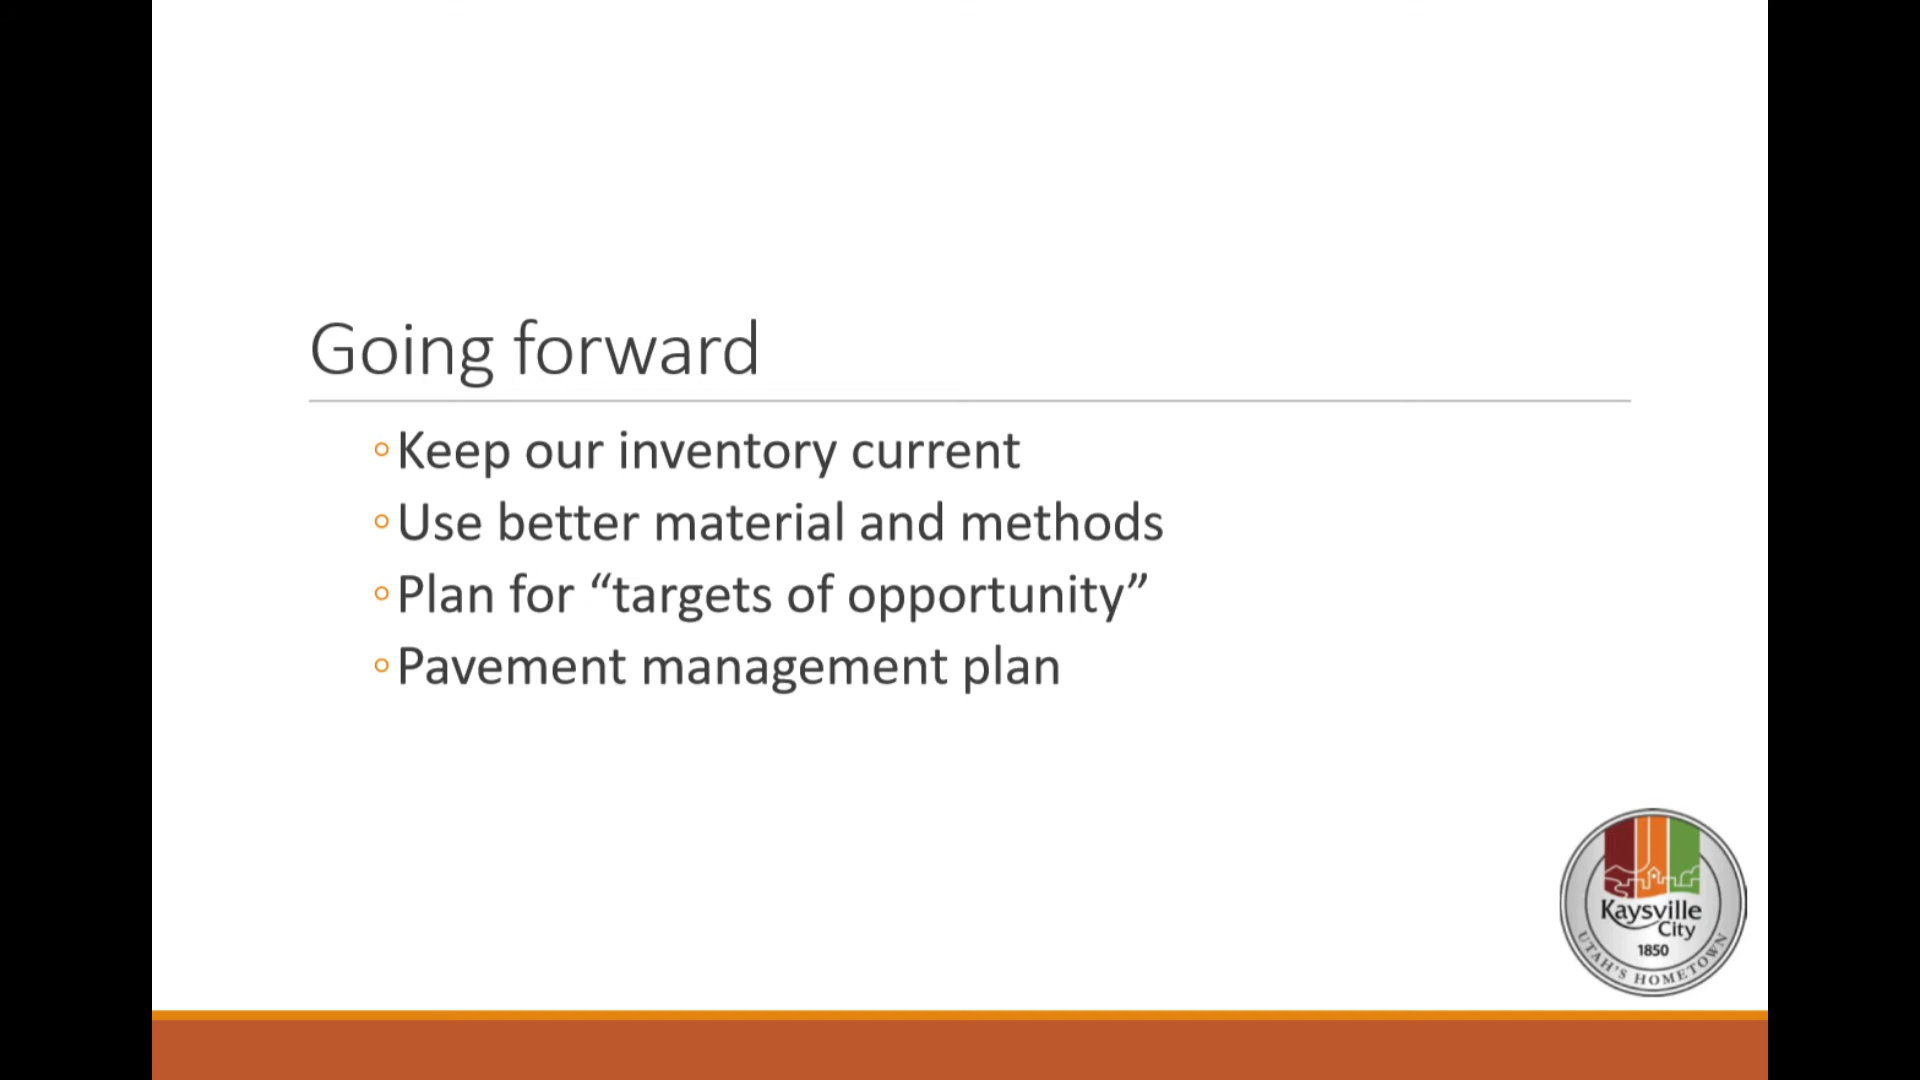 Going forward
◦Keep our inventory current
◦Use better material and methods
◦Plan for “targets of opportunity”
◦Pavement management plan
Kaysville
City
1850
UTAH'S HOMETOWN